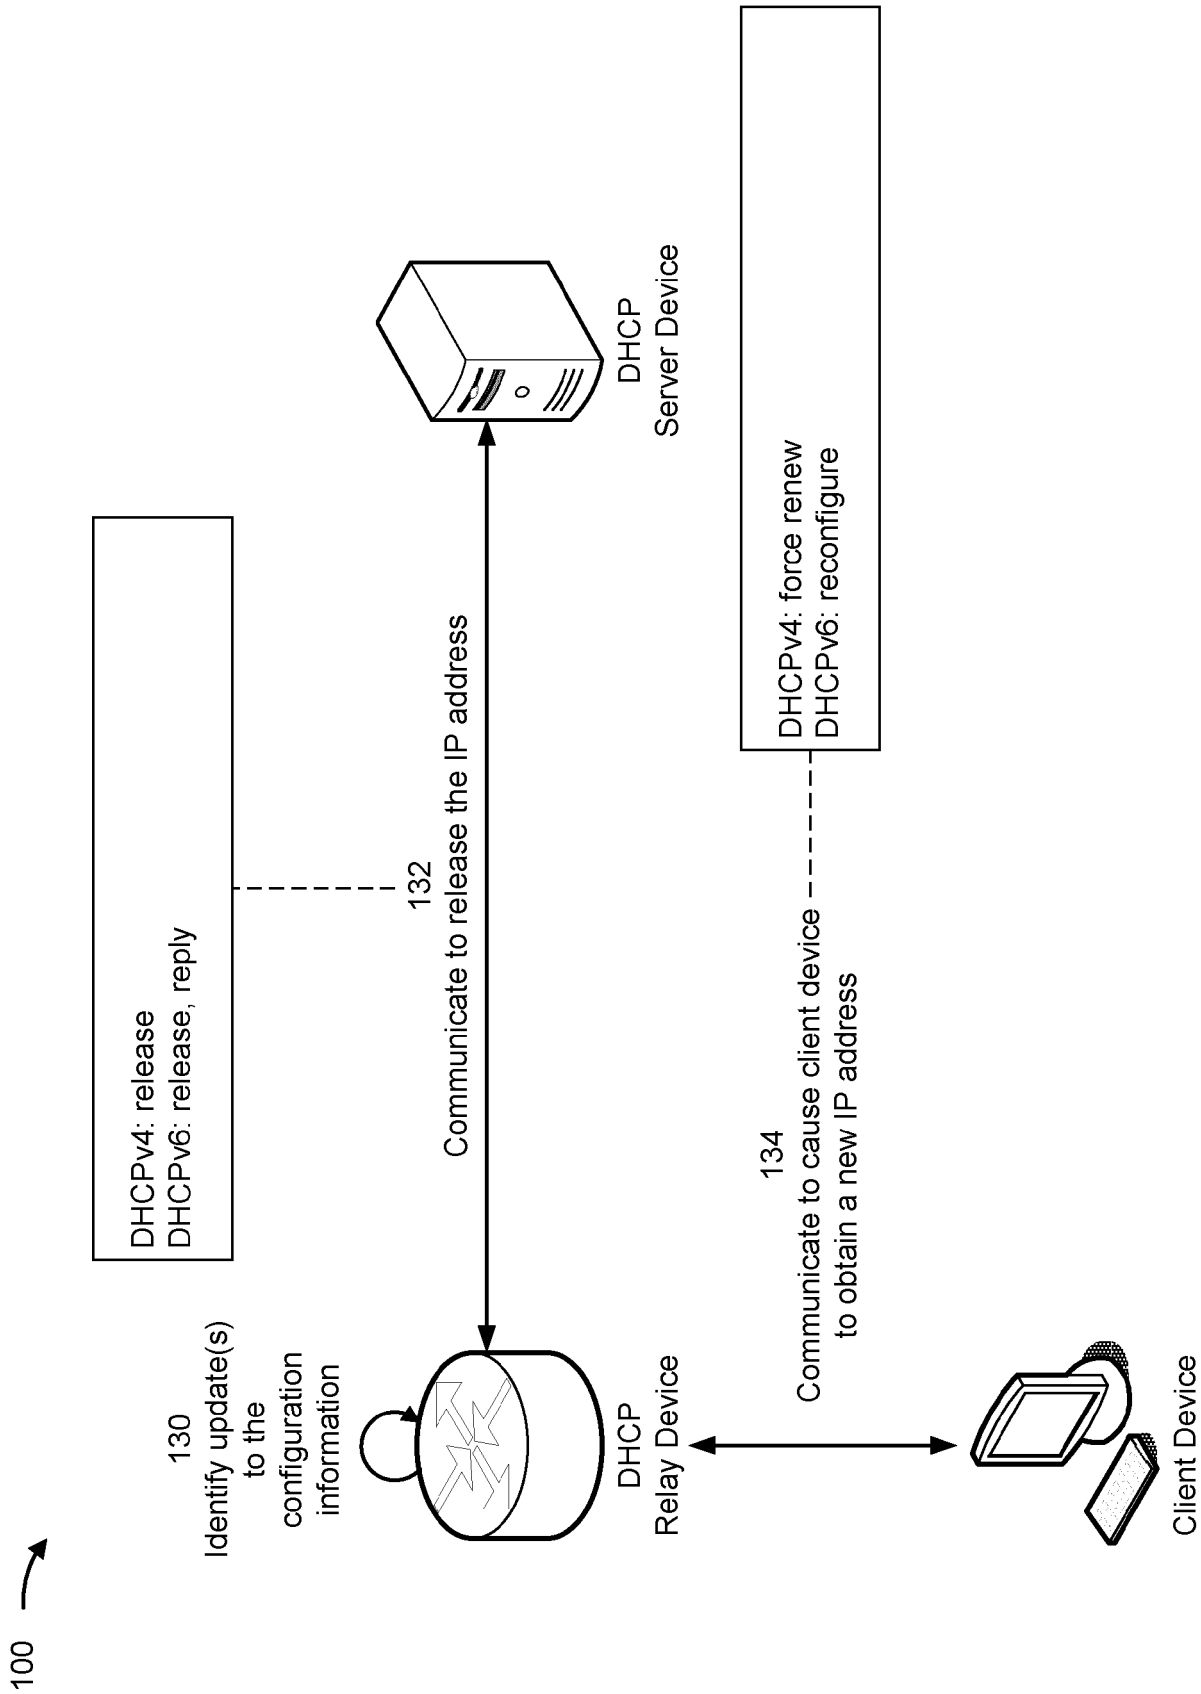 100
130
Identify update(s)
to the
configuration
information
DHCPv4: release
DHCPv6: release, reply
132
Communicate to release the IP address
DHCP
Relay Device
DHCP
Server Device
134
Communicate to cause client device
to obtain a new IP address
DHCPv4: force renew
DHCPv6: reconfigure
Client Device